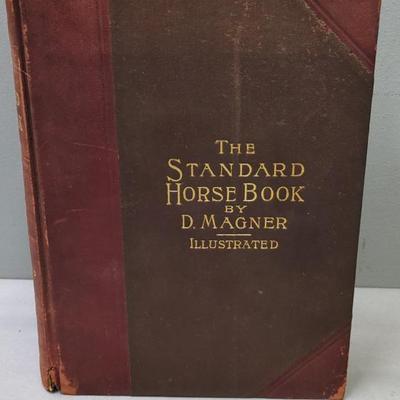 THE
STANDARD
HORSE BOOK
BY
D. MAGNER
ILLUSTRATED